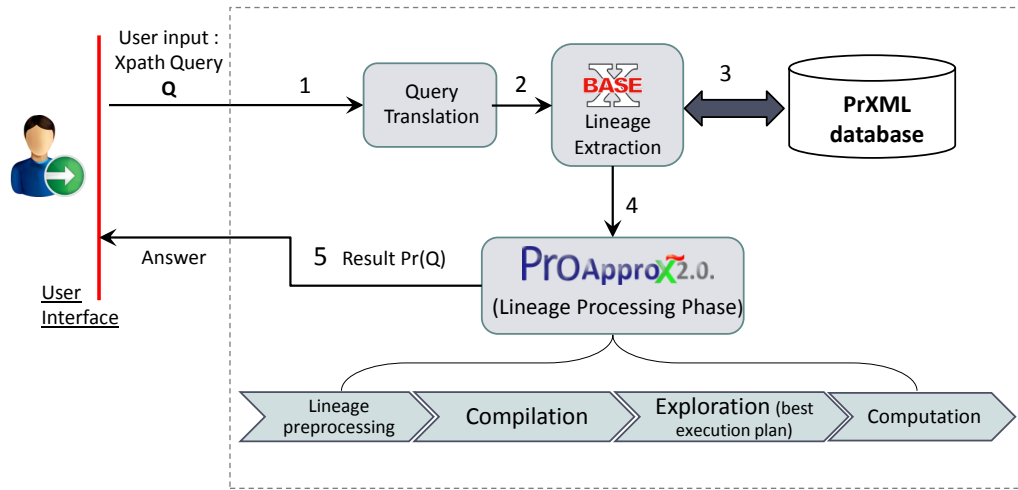 User input :
Xpath Query
Q
1
Query
Translation
2
X
BASE
Lineage
Extraction
3
PrXML
database
4
5 Result Pr(Q)
Answer
ProApproX 2.0.
(Lineage Processing Phase)
User
Interface
Lineage
preprocessing
Compilation
Exploration (best
execution plan)
Computation